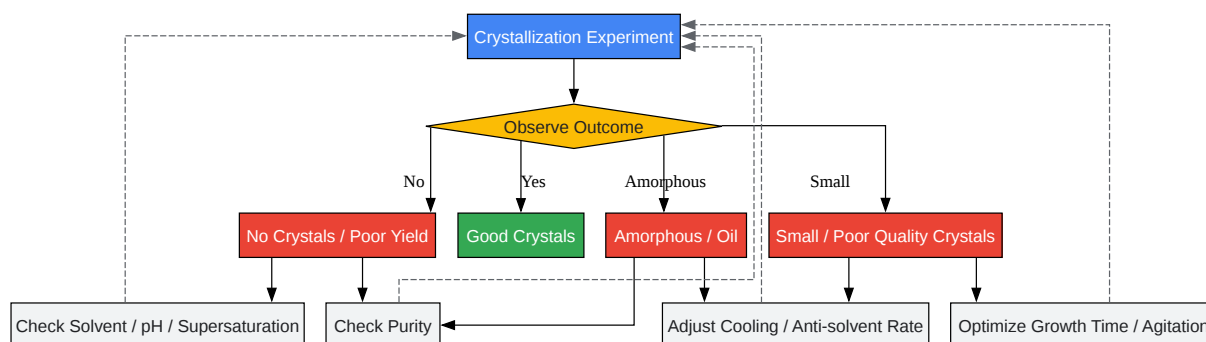 Crystallization Experiment
Observe Outcome
No
Yes
Amorphous
Small
No Crystals / Poor Yield
Good Crystals
Amorphous / Oil
Small / Poor Quality Crystals
Check Solvent / pH / Supersaturation
Check Purity
Adjust Cooling / Anti-solvent Rate
Optimize Growth Time / Agitation